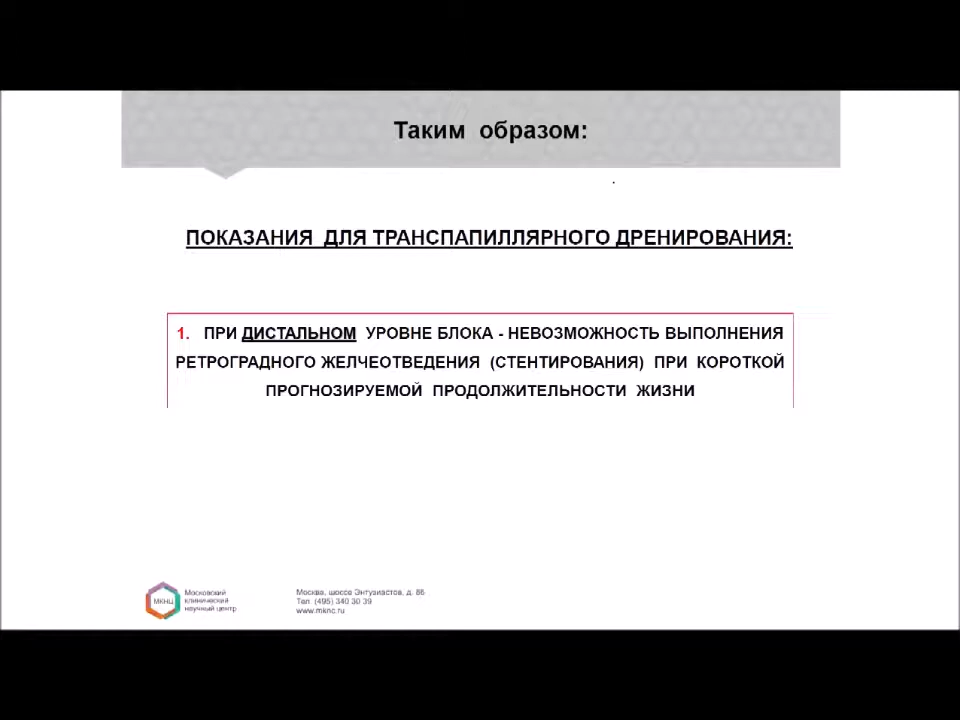 Таким образом:
ПОКАЗАНИЯ ДЛЯ ТРАНСПАПИЛЛЯРНОГО ДРЕНИРОВАНИЯ:
1. ПРИ ДИСТАЛЬНОМ УРОВНЕ БЛОКА - НЕВОЗМОЖНОСТЬ ВЫПОЛНЕНИЯ
РЕТРОГРАДНОГО ЖЕЛЧЕОТВЕДЕНИЯ (СТЕНТИРОВАНИЯ) ПРИ КОРОТКОЙ
ПРОГНОЗИРУЕМОЙ ПРОДОЛЖИТЕЛЬНОСТИ ЖИЗНИ
МКНЦ
Московский
клинический
научный центр
Москва, шоссе Энтузиастов, д. 86
Тел. (495) 340 30 39
www.mknc.ru